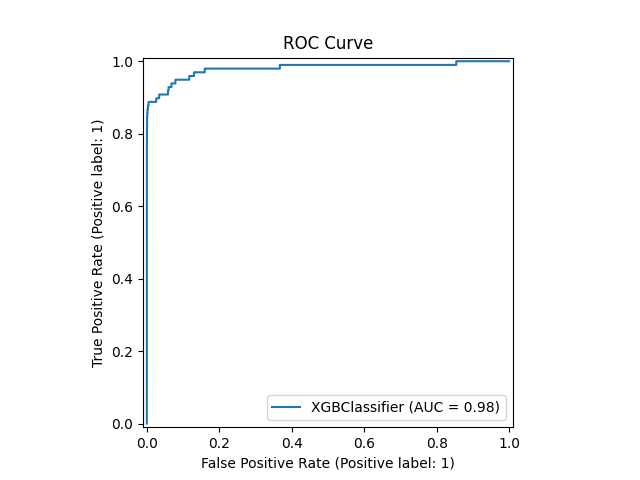 ROC Curve
True Positive Rate (Positive label: 1)
1.0
0.8
0.6
0.4
0.2
0.0
XGBClassifier (AUC = 0.98)
0.0 0.2 0.4 0.6 0.8 1.0
False Positive Rate (Positive label: 1)